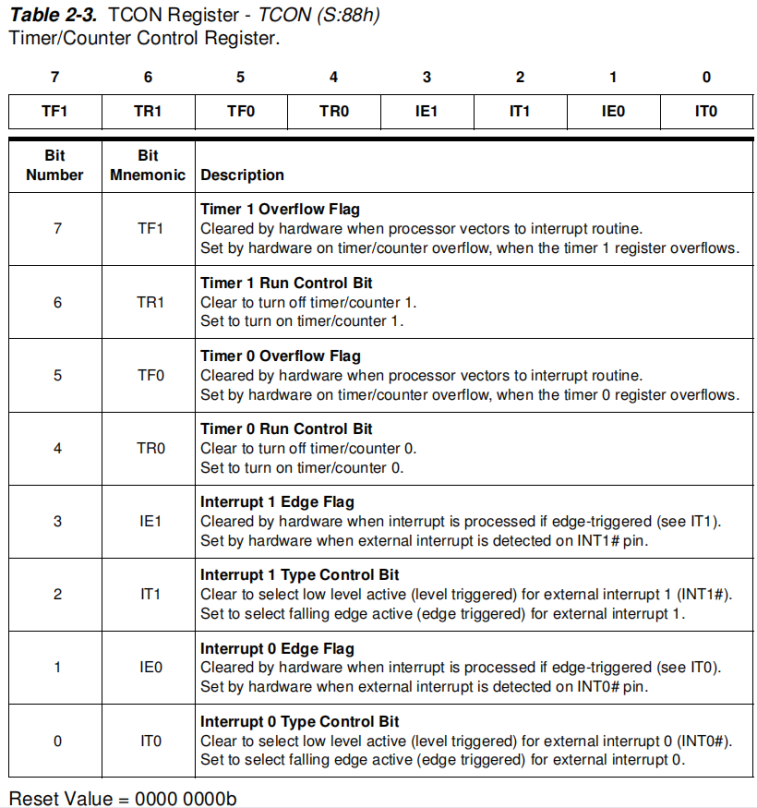 Table 2-3. TCON Register - TCON (S:88h)
Timer/Counter Control Register.
7 6 5 4 3 2 1 0
TF1 TR1 TF0 TR0 IE1 IT1 IE0 IT0
Bit Number Bit Mnemonic Description
7 TF1 Timer 1 Overflow Flag
Cleared by hardware when processor vectors to interrupt routine.
Set by hardware on timer/counter overflow, when the timer 1 register overflows.
6 TR1 Timer 1 Run Control Bit
Clear to turn off timer/counter 1.
Set to turn on timer/counter 1.
5 TF0 Timer 0 Overflow Flag
Cleared by hardware when processor vectors to interrupt routine.
Set by hardware on timer/counter overflow, when the timer 0 register overflows.
4 TR0 Timer 0 Run Control Bit
Clear to turn off timer/counter 0.
Set to turn on timer/counter 0.
3 IE1 Interrupt 1 Edge Flag
Cleared by hardware when interrupt is processed if edge-triggered (see IT1).
Set by hardware when external interrupt is detected on INT1# pin.
2 IT1 Interrupt 1 Type Control Bit
Clear to select low level active (level triggered) for external interrupt 1 (INT1#).
Set to select falling edge active (edge triggered) for external interrupt 1.
1 IE0 Interrupt 0 Edge Flag
Cleared by hardware when interrupt is processed if edge-triggered (see IT0).
Set by hardware when external interrupt is detected on INT0# pin.
0 IT0 Interrupt 0 Type Control Bit
Clear to select low level active (level triggered) for external interrupt 0 (INT0#).
Set to select falling edge active (edge triggered) for external interrupt 0.
Reset Value = 0000 0000b